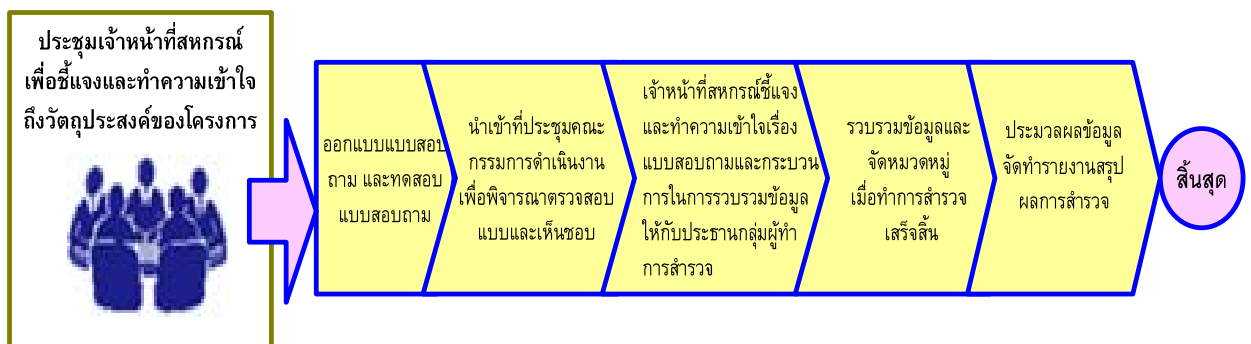 ประชุมเจ้าหน้าที่สหกรณ์
เพื่อชี้แจงและทำความเข้าใจ
ถึงวัตถุประสงค์ของโครงการ
ออกแบบแบบสอบ
ถาม และทดสอบ
แบบสอบถาม
นำเข้าที่ประชุมคณะ
กรรมการดำเนินงาน
เพื่อพิจารณาตรวจสอบ
แบบและเห็นชอบ
เจ้าหน้าที่สหกรณ์ชี้แจง
และทำความเข้าใจเรื่อง
แบบสอบถามและกระบวน
การในการรวบรวมข้อมูล
ให้กับประธานกลุ่มผู้ทำ
การสำรวจ
รวบรวมข้อมูลและ
จัดหมวดหมู่
เมื่อทำการสำรวจ
เสร็จสิ้น
ประมวลผลข้อมูล
จัดทำรายงานสรุป
ผลการสำรวจ
สิ้นสุด